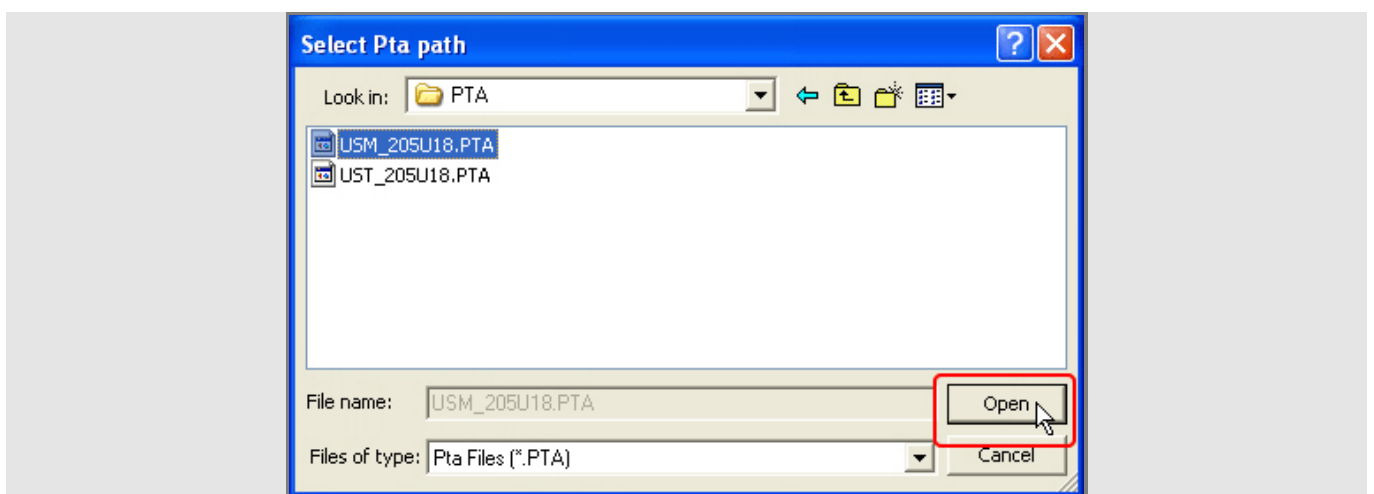 Select Pta path
Look in: PTA
USM_205U18.PTA
UST_205U18.PTA
File name: USM_205U18.PTA Open
Files of type: Pta Files (*.PTA) Cancel